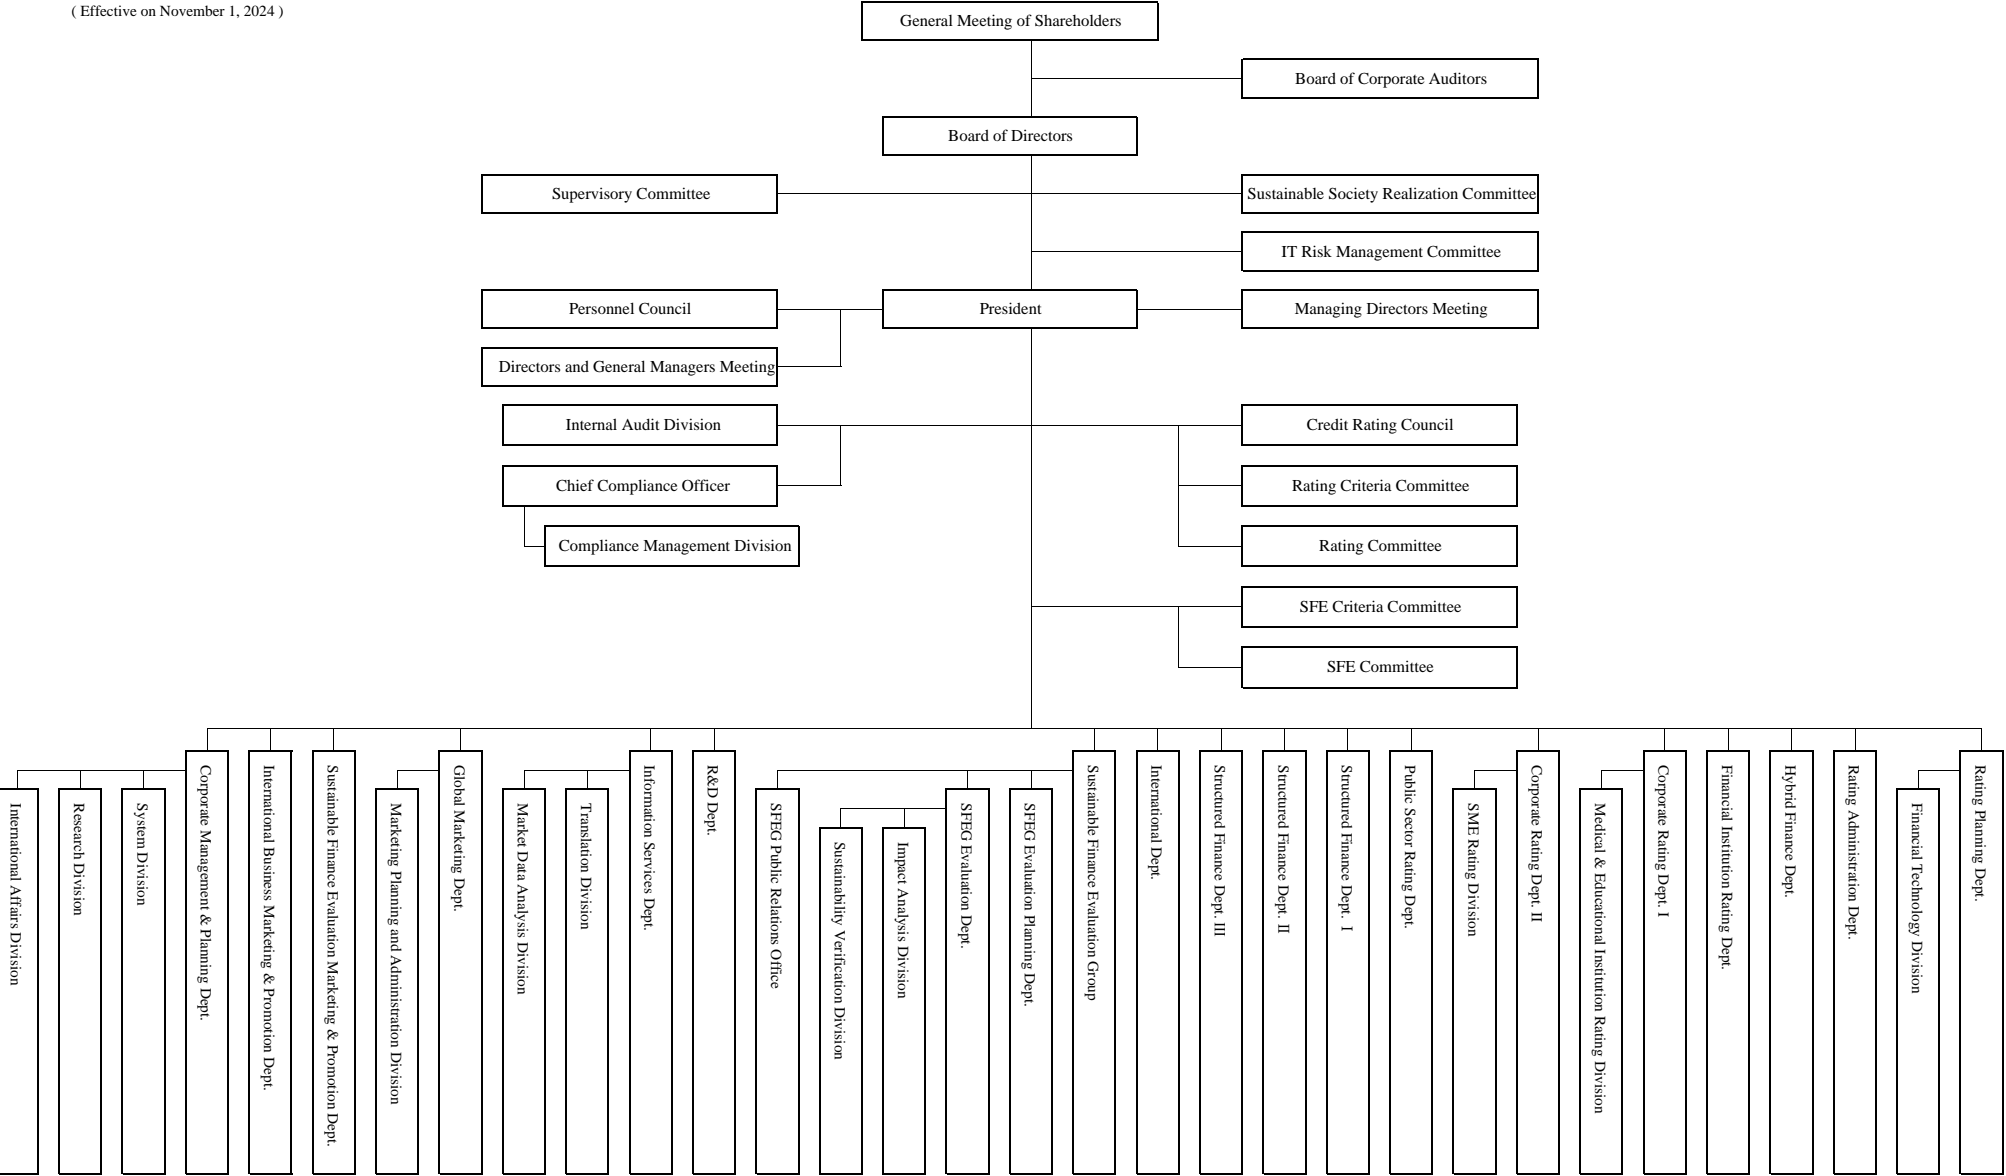 ( Effective on November 1, 2024 )
General Meeting of Shareholders
Board of Corporate Auditors
Board of Directors
Supervisory Committee
Sustainable Society Realization Committee
IT Risk Management Committee
Personnel Council
President
Managing Directors Meeting
Directors and General Managers Meeting
Internal Audit Division
Credit Rating Council
Chief Compliance Officer
Rating Criteria Committee
Compliance Management Division
Rating Committee
SFE Criteria Committee
SFE Committee
International Affairs Division
Research Division
System Division
Corporate Management & Planning Dept.
International Business Marketing & Promotion Dept.
Sustainable Finance Evaluation Marketing & Promotion Dept.
Marketing Planning and Administration Division
Global Marketing Dept.
Market Data Analysis Division
Translation Division
Information Services Dept.
R&D Dept.
SFEG Public Relations Office
Sustainability Verification Division
Impact Analysis Division
SFEG Evaluation Dept.
SFEG Evaluation Planning Dept.
Sustainable Finance Evaluation Group
International Dept.
Structured Finance Dept. III
Structured Finance Dept. II
Structured Finance Dept. I
Public Sector Rating Dept.
SME Rating Division
Corporate Rating Dept. II
Medical & Educational Institution Rating Division
Corporate Rating Dept. I
Financial Institution Rating Dept.
Hybrid Finance Dept.
Rating Administration Dept.
Financial Technology Division
Rating Planning Dept.